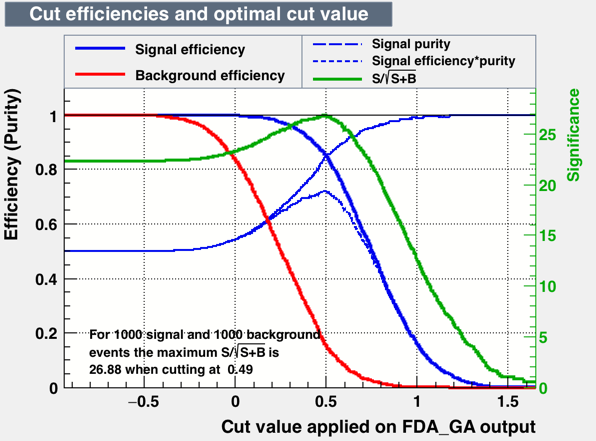 Cut efficiencies and optimal cut value
Signal efficiency
Background efficiency
Signal purity
Signal efficiency*purity
S/√S+B
Efficiency (Purity)
1
0.8
0.6
0.4
0.2
0
Significance
25
20
15
10
5
0
For 1000 signal and 1000 background
events the maximum S/√S+B is
26.88 when cutting at 0.49
−0.5
0
0.5
1
1.5
Cut value applied on FDA_GA output